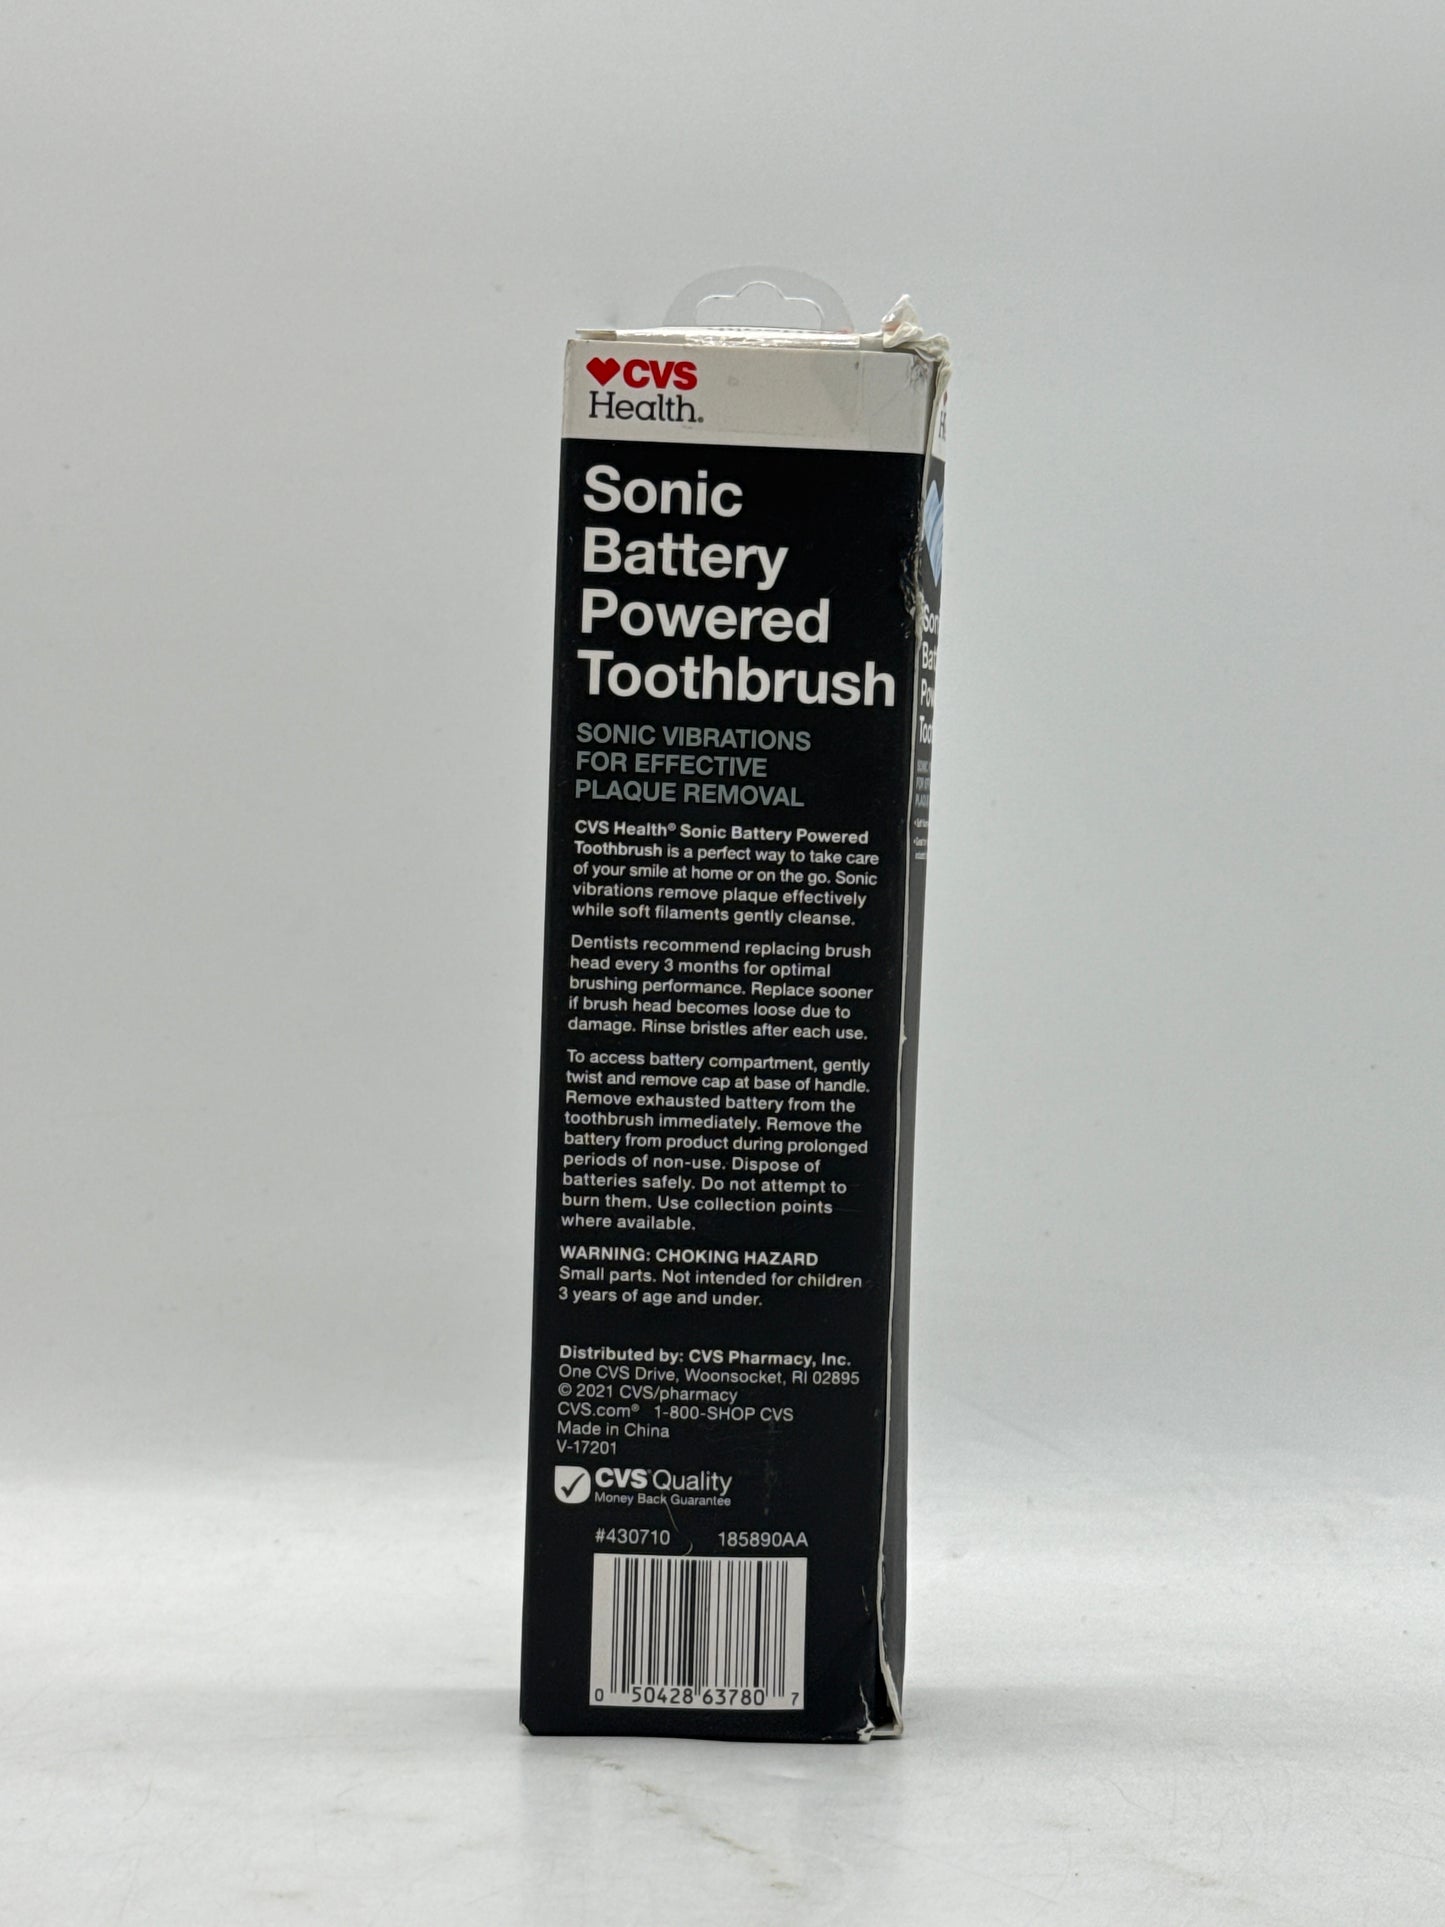 CVS
Health.
Sonic
Battery
Powered
Toothbrush
SONIC VIBRATIONS
FOR EFFECTIVE
PLAQUE REMOVAL
CVS Health® Sonic Battery Powered
Toothbrush is a perfect way to take care
of your smile at home or on the go. Sonic
vibrations remove plaque effectively
while soft filaments gently cleanse.
Dentists recommend replacing brush
head every 3 months for optimal
brushing performance. Replace sooner
if brush head becomes loose due to
damage. Rinse bristles after each use.
To access battery compartment, gently
twist and remove cap at base of handle.
Remove exhausted battery from the
toothbrush immediately. Remove the
battery from product during prolonged
periods of non-use. Dispose of
batteries safely. Do not attempt to
burn them. Use collection points
where available.
WARNING: CHOKING HAZARD
Small parts. Not intended for children
3 years of age and under.
Distributed by: CVS Pharmacy, Inc.
One CVS Drive, Woonsocket, RI 02895
© 2021 CVS/pharmacy
CVS.com® 1-800-SHOP CVS
Made in China
V-17201
CVS Quality
Money Back Guarantee
#430710 185890AA
0 50428 63780 7